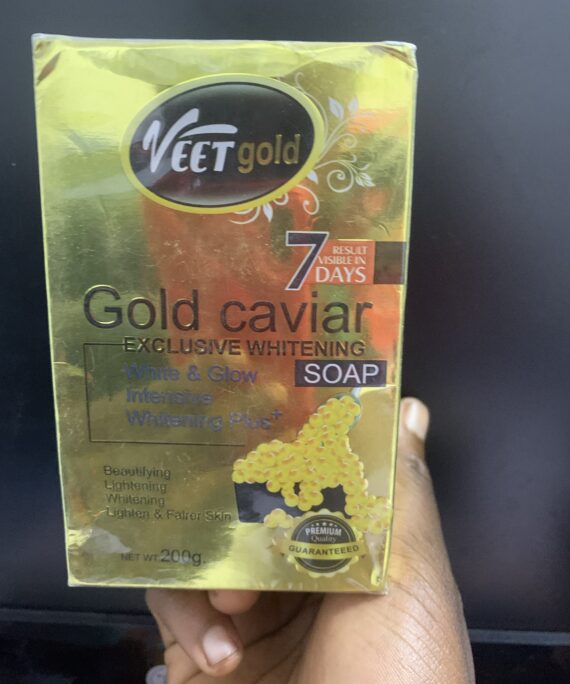 VEET gold
7 RESULT
VISIBLE IN
DAYS
Gold caviar
EXCLUSIVE WHITENING
SOAP
White & Glow
Intensive
Whitening Plus+
Beautifying
Lightening
Whitening
Lighten & Fairer Skin
NET WT. 200g.
PREMIUM
Quality
GUARANTEEED